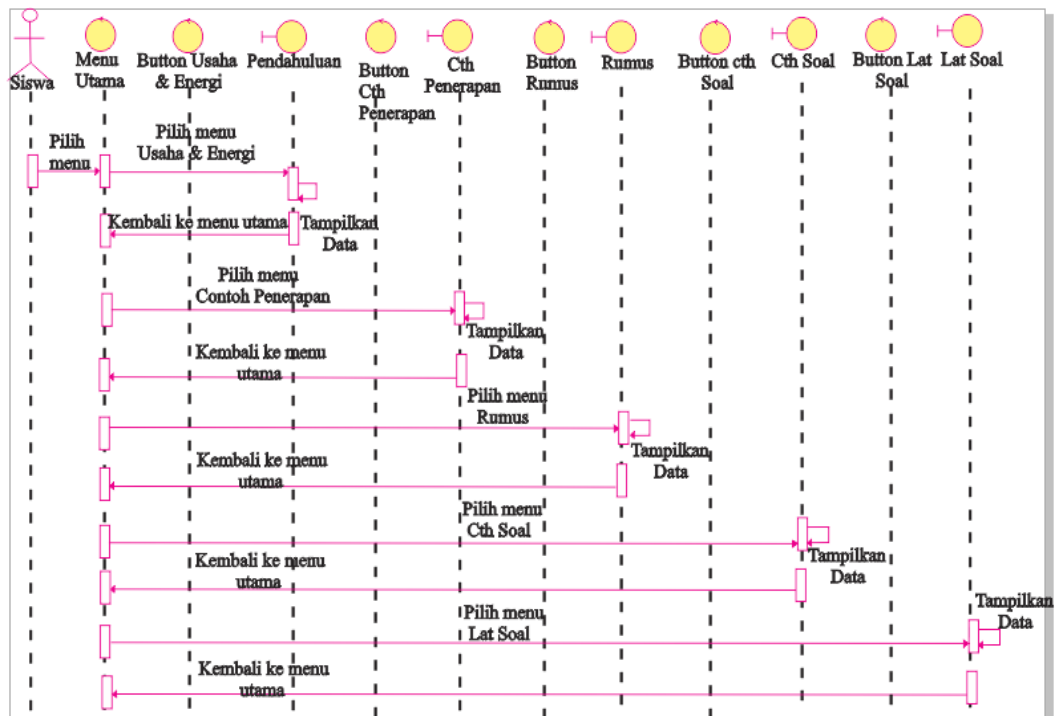 Siswa
Menu
Utama
Button Usaha
& Energi
Pendahuluan
Button
Cth
Penerapan
Cth
Penerapan
Button
Rumus
Rumus
Button cth
Soal
Cth Soal
Button Lat
Soal
Lat Soal
Pilih
menu
Pilih menu
Usaha & Energi
Kembali ke menu utama
Tampilkan
Data
Pilih menu
Contoh Penerapan
Tampilkan
Data
Kembali ke menu
utama
Pilih menu
Rumus
Tampilkan
Data
Kembali ke menu
utama
Pilih menu
Cth Soal
Tampilkan
Data
Kembali ke menu
utama
Pilih menu
Lat Soal
Tampilkan
Data
Kembali ke menu
utama